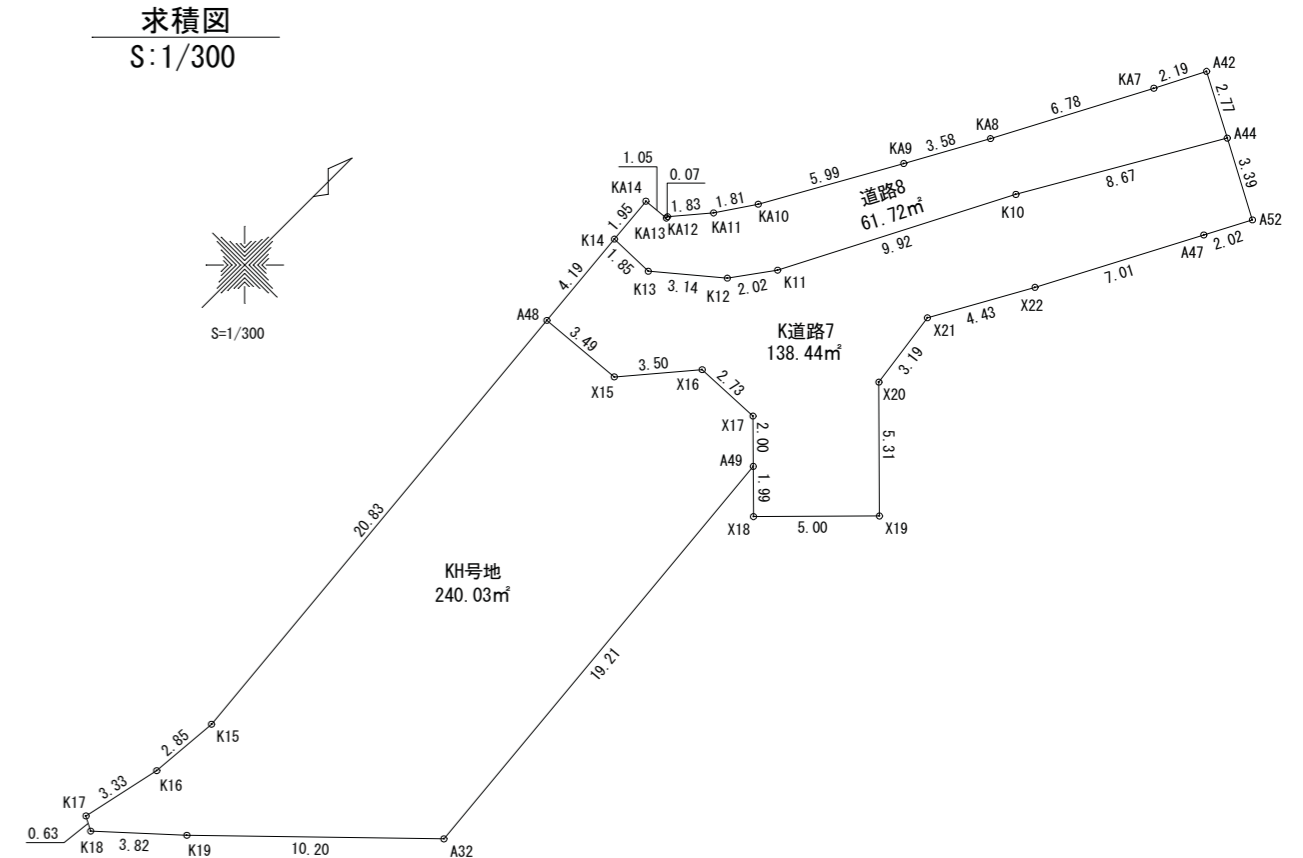 求積図
S:1/300
A42
2.19
KA7
2.77
6.78
A44
KA8
3.58
KA9
3.39
1.05
0.07
5.99
道路8
61.72㎡
8.67
KA14
1.83
1.81
KA10
K10
KA11
KA12
KA13
1.95
A52
2.02
A47
K14
9.92
1.85
K11
7.01
K13
3.14
K12
2.02
X22
4.19
4.43
A48
X21
S=1/300
K道路7
138.44㎡
3.49
3.50
3.19
X15
X16
2.73
X20
X17
2.00
5.31
A49
1.99
X18
5.00
X19
20.83
KH号地
240.03㎡
19.21
K15
2.85
K16
3.33
K17
0.63
K18
3.82
K19
10.20
A32